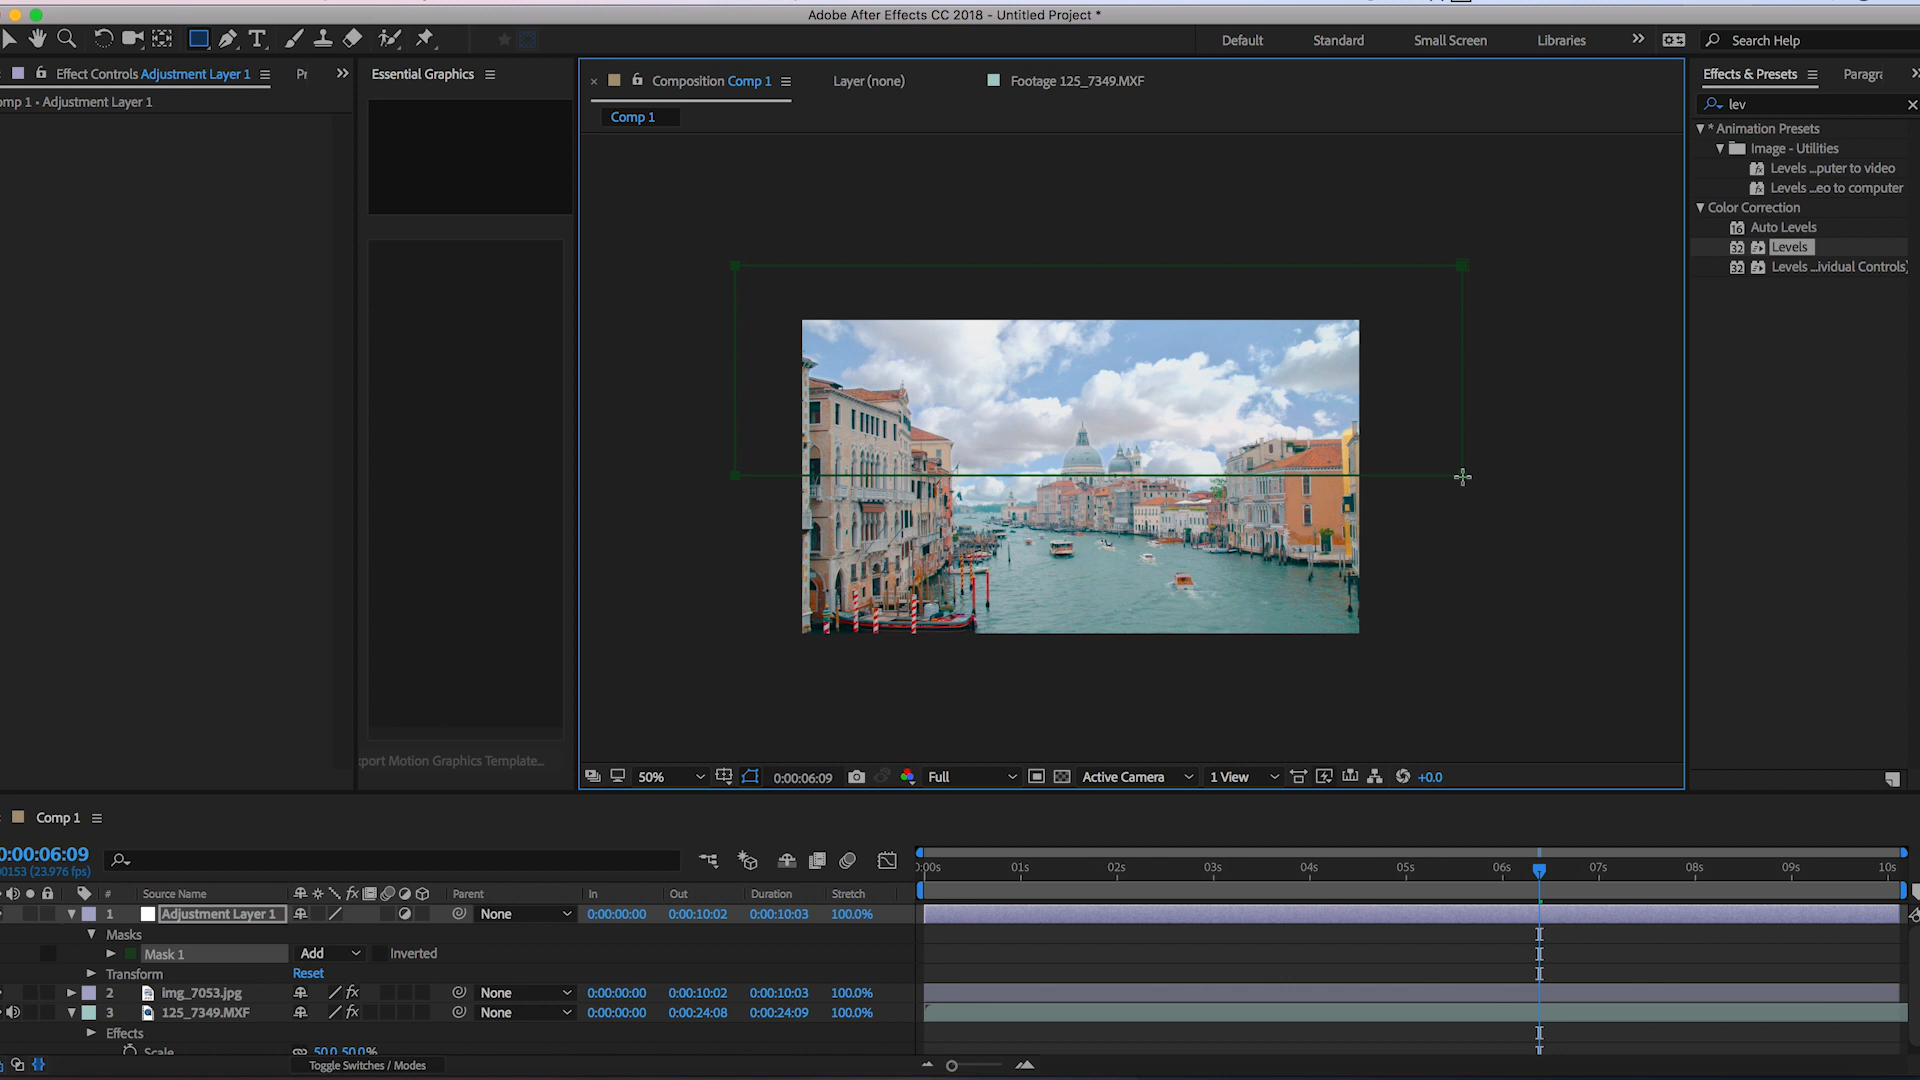 Adobe After Effects CC 2018 - Untitled Project *
Default
Standard
Small Screen
Libraries
Search Help
Effect Controls Adjustment Layer 1
Pr
Essential Graphics
Composition Comp 1
Layer (none)
Footage 125_7349.MXF
Effects & Presets
Paragra
omp 1 • Adjustment Layer 1
lev
Comp 1
* Animation Presets
Image - Utilities
Levels ...puter to video
Levels ...eo to computer
Color Correction
16 Auto Levels
32 Levels
32 Levels ...ividual Controls)
xport Motion Graphics Template...
50%
0:00:06:09
Full
Active Camera
1 View
+0.0
Comp 1
0:00:06:09
00153 (23.976 fps)
# Source Name
fx
Parent
In
Out
Duration
Stretch
0:00s
01s
02s
03s
04s
05s
06s
07s
08s
09s
10s
1 Adjustment Layer 1 None 0:00:00:00 0:00:10:02 0:00:10:03 100.0%
Masks
Mask 1 Add Inverted
Transform Reset
2 img_7053.jpg fx None 0:00:00:00 0:00:10:02 0:00:10:03 100.0%
3 125_7349.MXF fx None 0:00:00:00 0:00:24:08 0:00:24:09 100.0%
Effects
Scale 50.0,50.0%
Toggle Switches / Modes